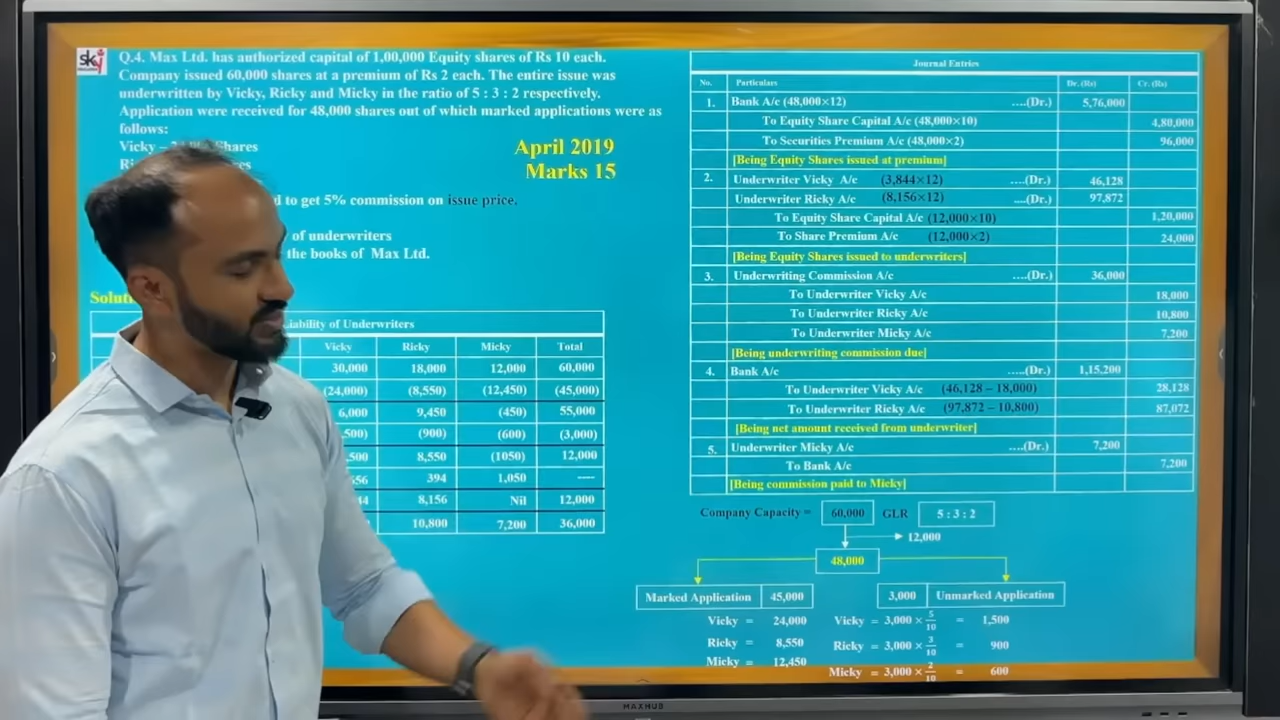 sky
Q.4. Max Ltd. has authorized capital of 1,00,000 Equity shares of Rs 10 each.
Company issued 60,000 shares at a premium of Rs 2 each. The entire issue was
underwritten by Vicky, Ricky and Micky in the ratio of 5 : 3 : 2 respectively.
Application were received for 48,000 shares out of which marked applications were as
follows:
Vicky – Shares
April 2019
Marks 15
to get 5% commission on issue price.
of underwriters
the books of Max Ltd.
Liability of Underwriters
Vicky Ricky Micky Total
30,000 18,000 12,000 60,000
(24,000) (8,550) (12,450) (45,000)
6,000 9,450 (450) 55,000
(900) (600) (3,000)
8,550 (1050) 12,000
394 1,050 ----
8,156 Nil 12,000
10,800 7,200 36,000
Journal Entries
No. Particulars Dr. (Rs) Cr. (Rs)
1. Bank A/c (48,000×12) ....(Dr.) 5,76,000
To Equity Share Capital A/c (48,000×10) 4,80,000
To Securities Premium A/c (48,000×2) 96,000
[Being Equity Shares issued at premium]
2. Underwriter Vicky A/c (3,844×12) ....(Dr.) 46,128
Underwriter Ricky A/c (8,156×12) ....(Dr.) 97,872
To Equity Share Capital A/c (12,000×10) 1,20,000
To Share Premium A/c (12,000×2) 24,000
[Being Equity Shares issued to underwriters]
3. Underwriting Commission A/c ....(Dr.) 36,000
To Underwriter Vicky A/c 18,000
To Underwriter Ricky A/c 10,800
To Underwriter Micky A/c 7,200
[Being underwriting commission due]
4. Bank A/c ....(Dr.) 1,15,200
To Underwriter Vicky A/c (46,128 – 18,000) 28,128
To Underwriter Ricky A/c (97,872 – 10,800) 87,072
[Being net amount received from underwriter]
5. Underwriter Micky A/c ....(Dr.) 7,200
To Bank A/c 7,200
[Being commission paid to Micky]
Company Capacity = 60,000 GLR 5 : 3 : 2
12,000
48,000
Marked Application 45,000 3,000 Unmarked Application
Vicky = 24,000 Vicky = 3,000 × 5/10 = 1,500
Ricky = 8,550 Ricky = 3,000 × 3/10 = 900
Micky = 12,450 Micky = 3,000 × 2/10 = 600
MAXHUB